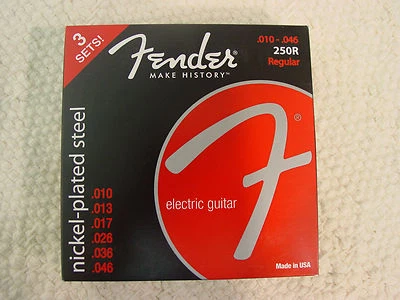 3 SETS!
Fender
MAKE HISTORY™
.010 - .046
250R
Regular
nickel-plated steel
.010
.013
.017
.026
.036
.046
electric guitar
F®
Made in USA